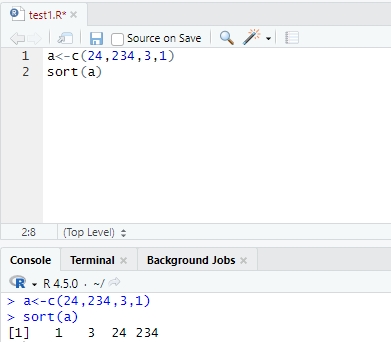 test1.R*
Source on Save
1 a<-c(24,234,3,1)
2 sort(a)
2:8 (Top Level)
Console Terminal Background Jobs
R 4.5.0 · ~/
> a<-c(24,234,3,1)
> sort(a)
[1]   1   3  24 234